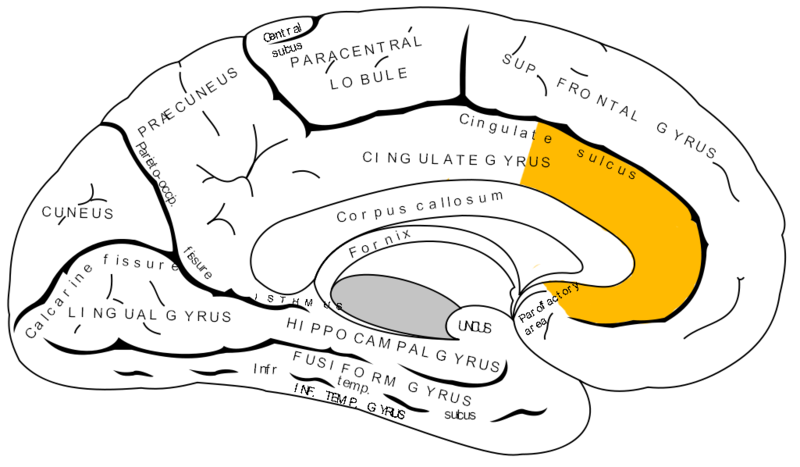 Central
sulcus
PARACENTRAL
LOBULE
SUP. FRONTAL GYRUS
PRÆCUNEUS
Cingulate sulcus
CINGULATE GYRUS
Parieto-occip.
fissure
CUNEUS
Corpus callosum
Fornix
Calcarine fissure
ISTHMUS
LINGUAL GYRUS
HIPPOCAMPAL GYRUS
UNCUS
Parolfactory
area
FUSIFORM GYRUS
Infr temp. sulcus
INF. TEMP. GYRUS